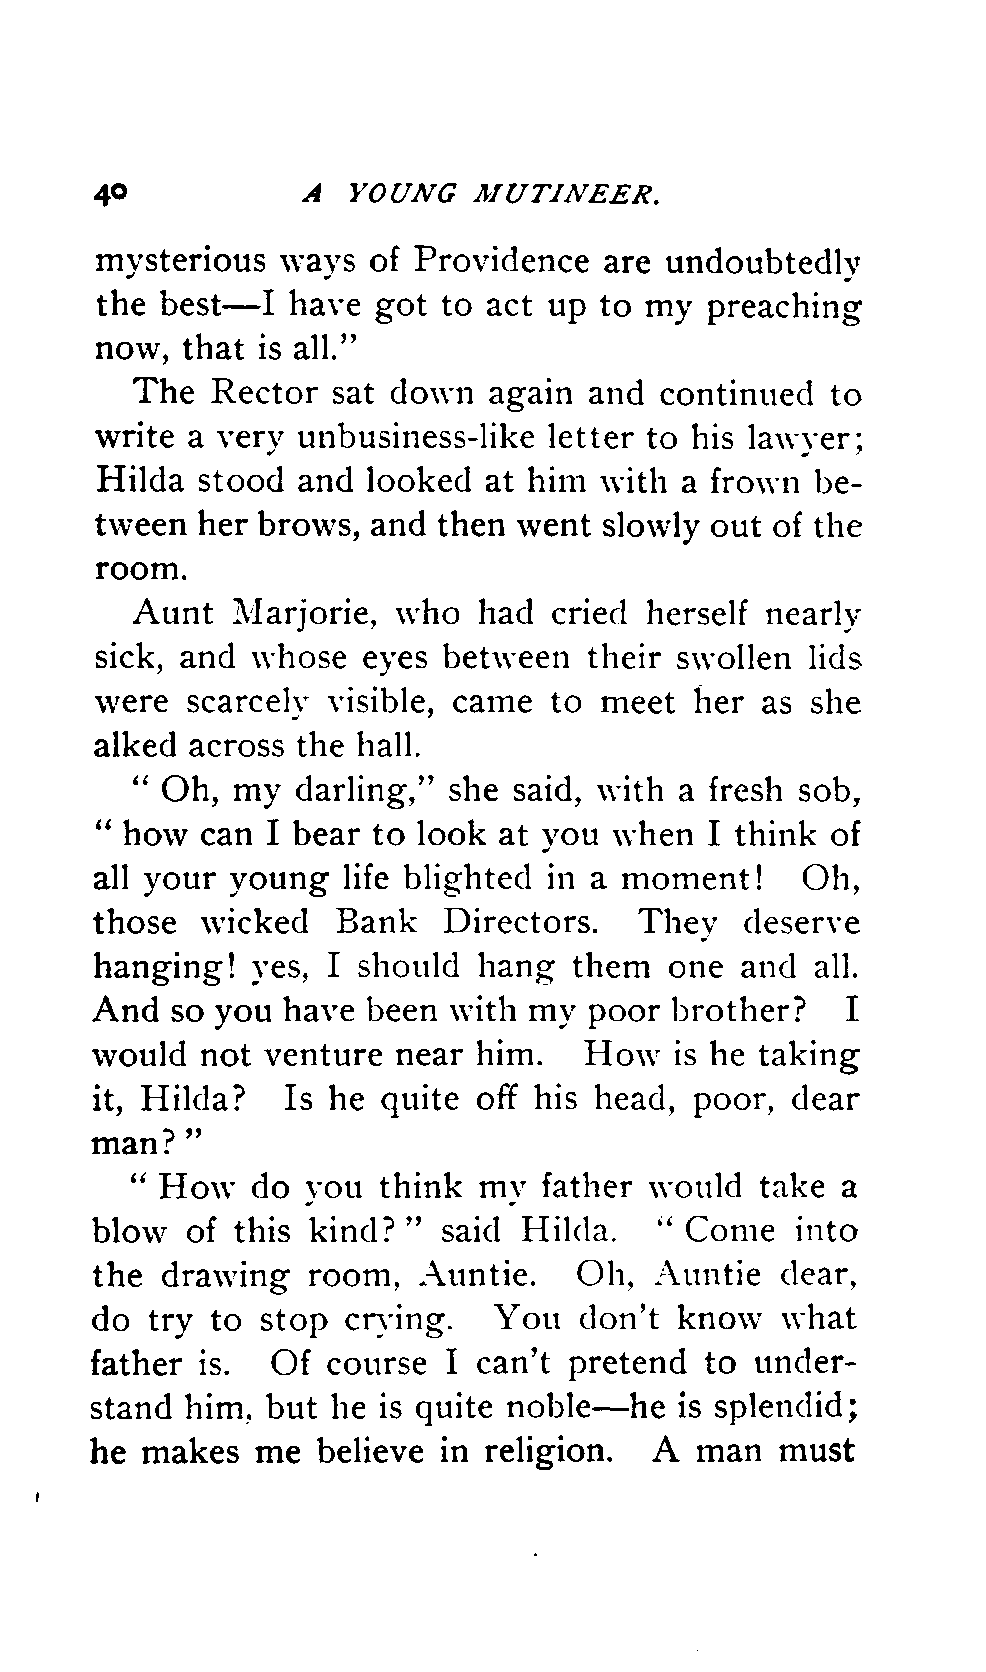 40 A YOUNG MUTINEER.
mysterious ways of Providence are undoubtedly
the best—I have got to act up to my preaching
now, that is all."
The Rector sat down again and continued to
write a very unbusiness-like letter to his lawyer;
Hilda stood and looked at him with a frown be-
tween her brows, and then went slowly out of the
room.
Aunt Marjorie, who had cried herself nearly
sick, and whose eyes between their swollen lids
were scarcely visible, came to meet her as she
alked across the hall.
" Oh, my darling," she said, with a fresh sob,
" how can I bear to look at you when I think of
all your young life blighted in a moment! Oh,
those wicked Bank Directors. They deserve
hanging! yes, I should hang them one and all.
And so you have been with my poor brother? I
would not venture near him. How is he taking
it, Hilda? Is he quite off his head, poor, dear
man? "
" How do you think my father would take a
blow of this kind? " said Hilda. " Come into
the drawing room, Auntie. Oh, Auntie dear,
do try to stop crying. You don't know what
father is. Of course I can't pretend to under-
stand him, but he is quite noble—he is splendid;
he makes me believe in religion. A man must